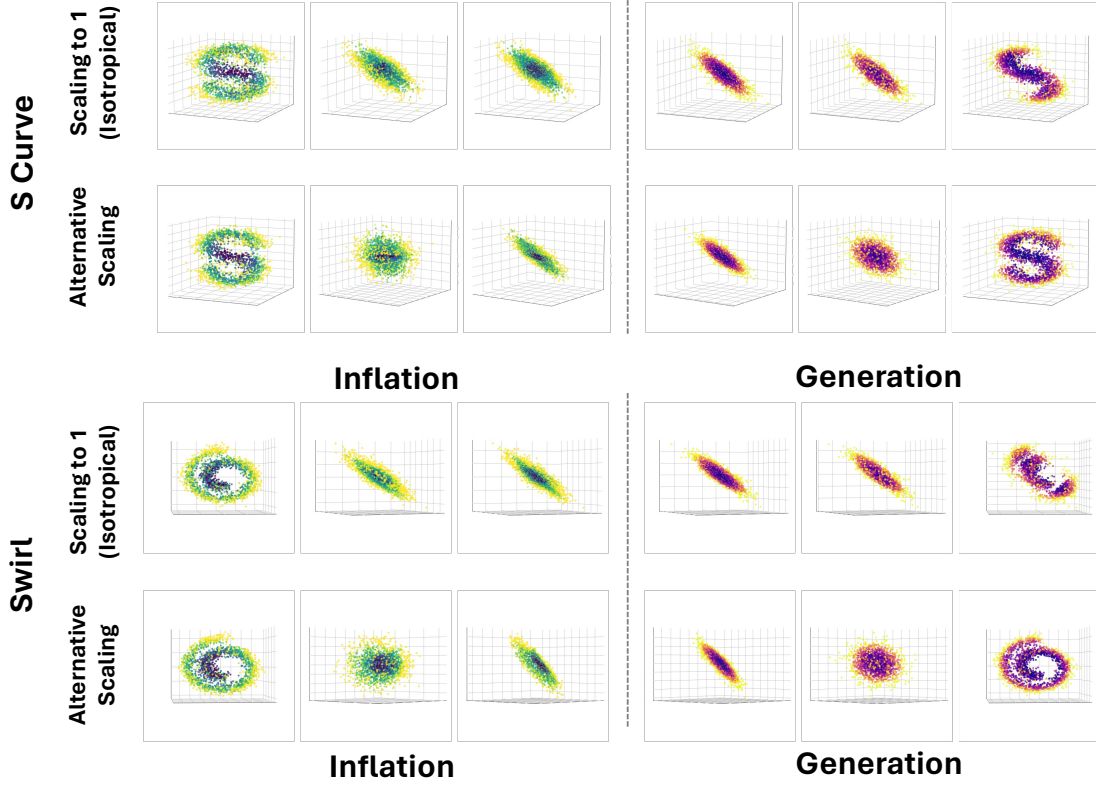 S Curve
Scaling to 1
(Isotropical)
Alternative
Scaling
Inflation
Generation
Swirl
Scaling to 1
(Isotropical)
Alternative
Scaling
Inflation
Generation